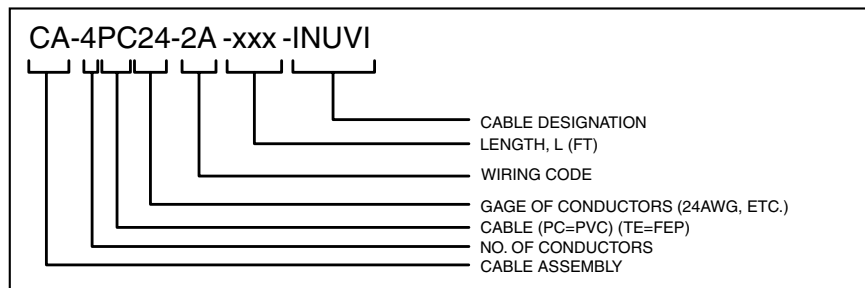 CA-4PC24-2A -xxx -INUVI
CABLE DESIGNATION
LENGTH, L (FT)
WIRING CODE
GAGE OF CONDUCTORS (24AWG, ETC.)
CABLE (PC=PVC) (TE=FEP)
NO. OF CONDUCTORS
CABLE ASSEMBLY